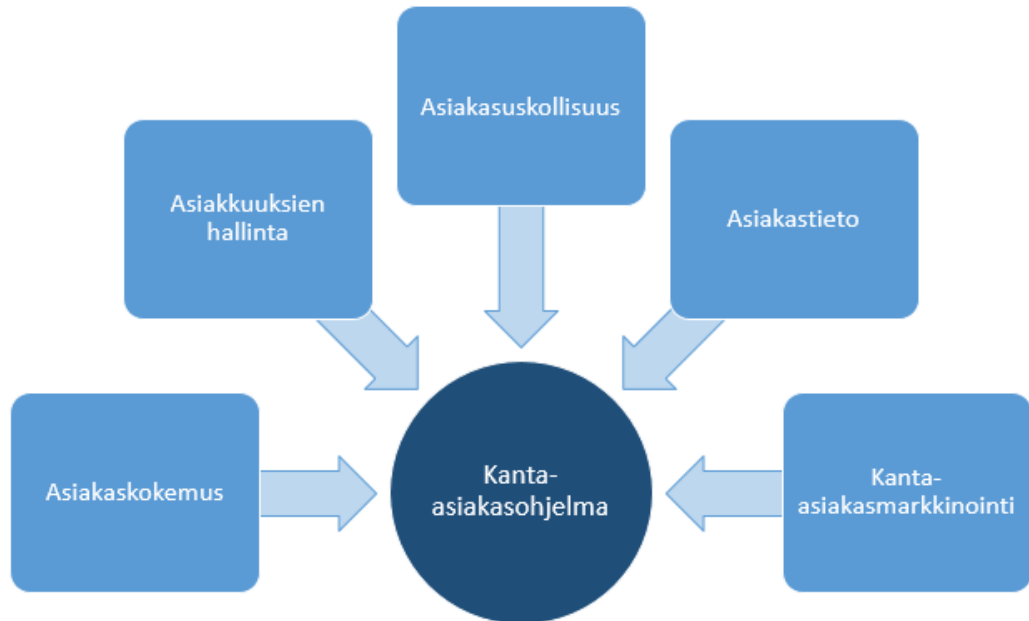 Asiakasuskollisuus
Asiakkuuksien
hallinta
Asiakastieto
Asiakaskokemus
Kanta-
asiakasohjelma
Kanta-
asiakasmarkkinointi